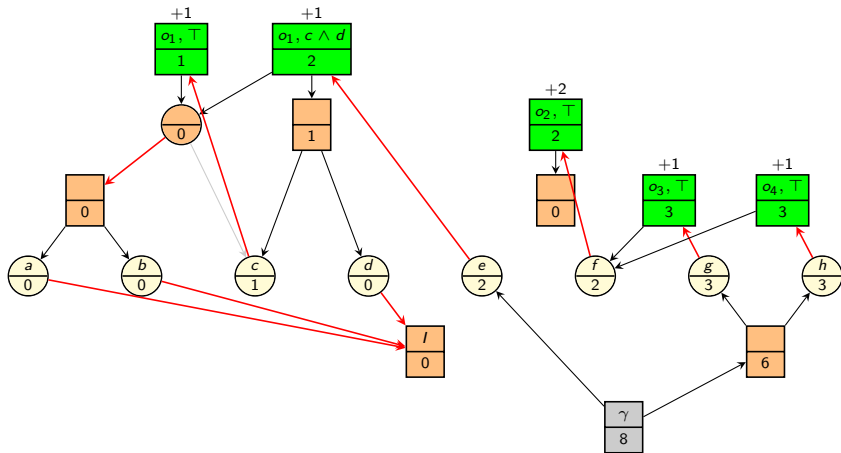 +1 +1
o₁, ⊤ o₁, c ∧ d
1 2
+2
o₂, ⊤
0 1 2
+1 +1
o₃, ⊤ o₄, ⊤
0 0 3 3
a b c d e f g h
0 0 1 0 2 2 3 3
I
0 6
γ
8